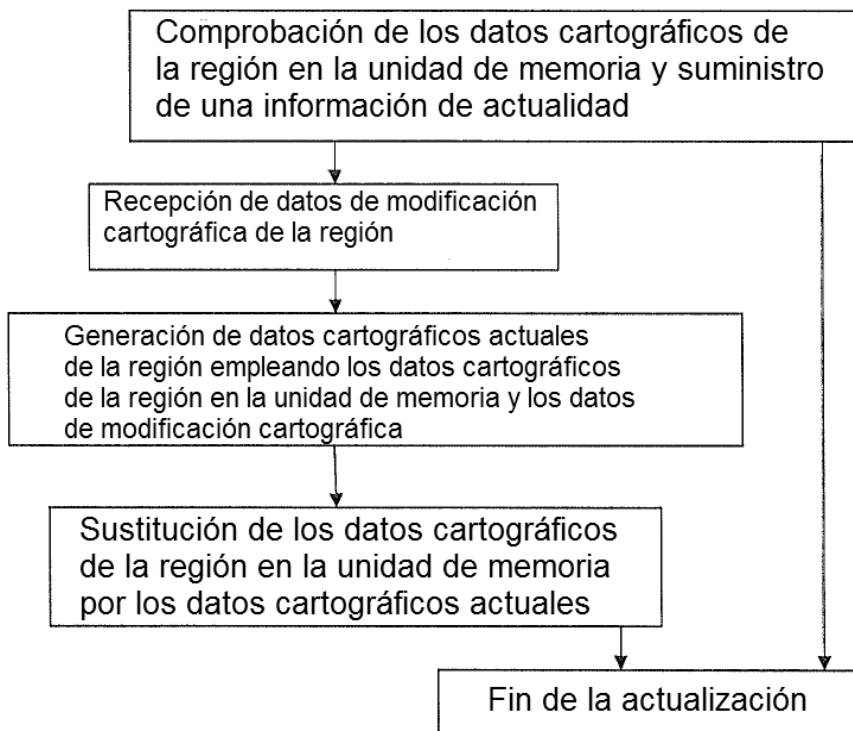 Comprobación de los datos cartográficos de
la región en la unidad de memoria y suministro
de una información de actualidad
Recepción de datos de modificación
cartográfica de la región
Generación de datos cartográficos actuales
de la región empleando los datos cartográficos
de la región en la unidad de memoria y los datos
de modificación cartográfica
Sustitución de los datos cartográficos
de la región en la unidad de memoria
por los datos cartográficos actuales
Fin de la actualización